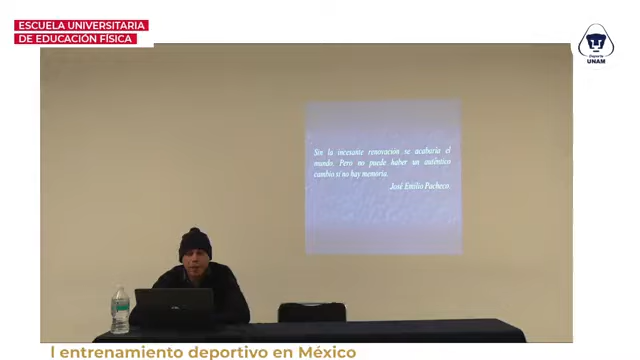 ESCUELA UNIVERSITARIA
DE EDUCACIÓN FÍSICA
Deporte
UNAM
Sin la incesante renovación se acabaría el
mundo. Pero no puede haber un auténtico
cambio si no hay memoria.
José Emilio Pacheco.
l entrenamiento deportivo en México